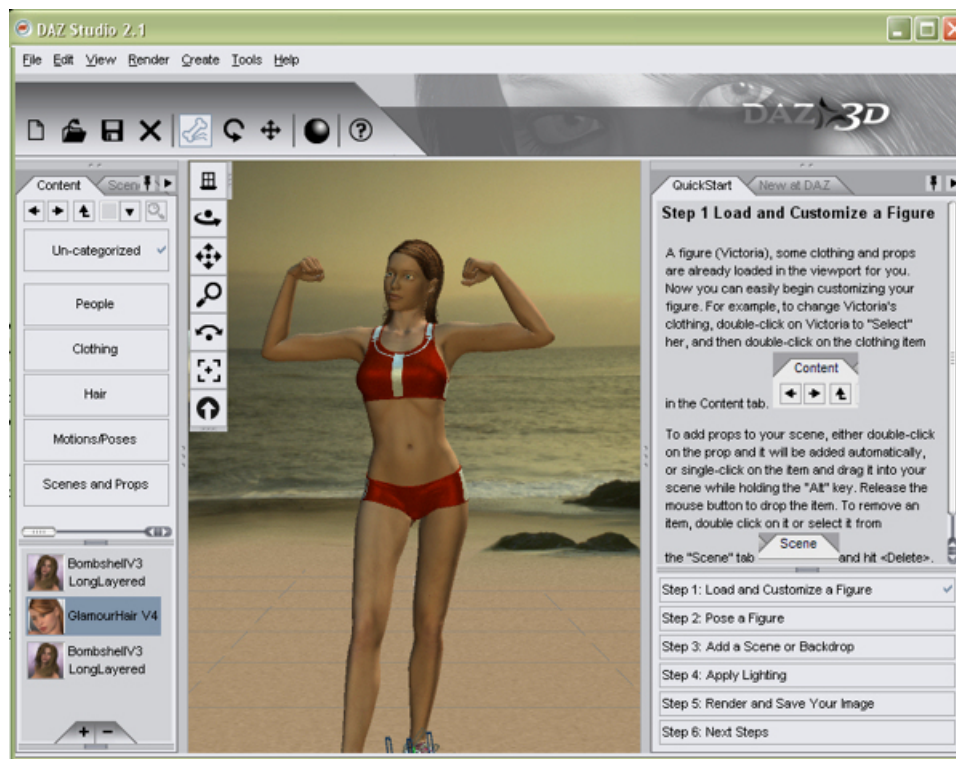 DAZ Studio 2.1
File Edit View Render Create Tools Help
DAZ 3D
Content
QuickStart New at DAZ
Step 1 Load and Customize a Figure
Un-categorized
People
Clothing
Hair
Motions/Poses
Scenes and Props
BombshellV3
LongLayered
GlamourHair V4
BombshellV3
LongLayered
A figure (Victoria), some clothing and props
are already loaded in the viewport for you.
Now you can easily begin customizing your
figure. For example, to change Victoria's
clothing, double-click on Victoria to "Select"
her, and then double-click on the clothing item
Content
in the Content tab.
To add props to your scene, either double-click
on the prop and it will be added automatically,
or single-click on the item and drag it into your
scene while holding the "Alt" key. Release the
mouse button to drop the item. To remove an
item, double click on it or select it from
Scene
the "Scene" tab and hit <Delete>.
Step 1: Load and Customize a Figure
Step 2: Pose a Figure
Step 3: Add a Scene or Backdrop
Step 4: Apply Lighting
Step 5: Render and Save Your Image
Step 6: Next Steps